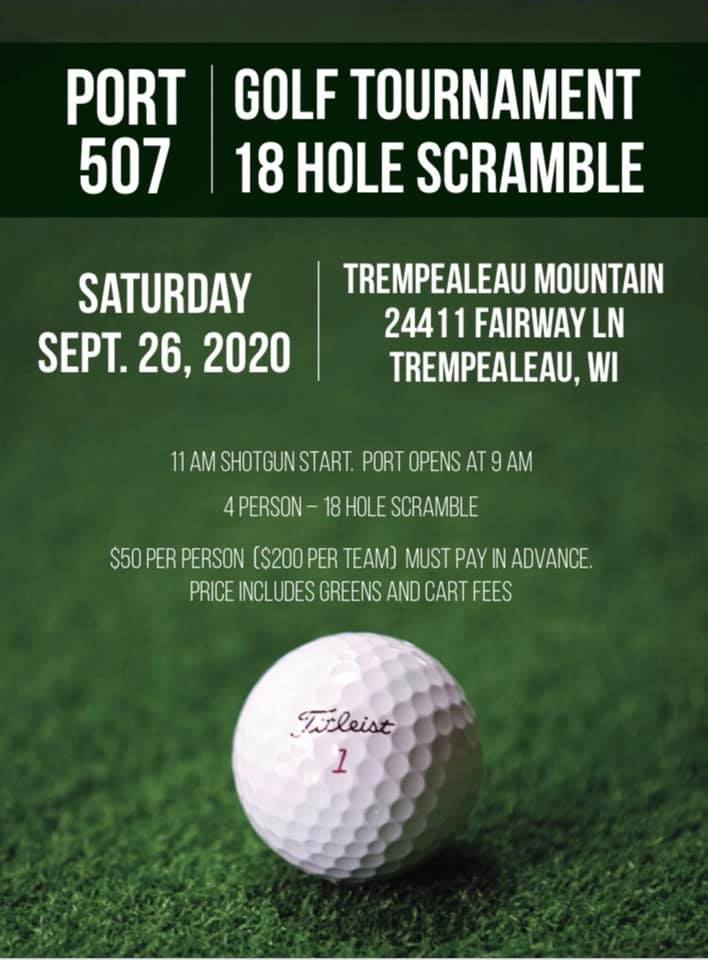 PORT
507
GOLF TOURNAMENT
18 HOLE SCRAMBLE
SATURDAY
SEPT. 26, 2020
TREMPEALEAU MOUNTAIN
24411 FAIRWAY LN
TREMPEALEAU, WI
11 AM SHOTGUN START. PORT OPENS AT 9 AM
4 PERSON – 18 HOLE SCRAMBLE
$50 PER PERSON ($200 PER TEAM) MUST PAY IN ADVANCE.
PRICE INCLUDES GREENS AND CART FEES
Titleist
1